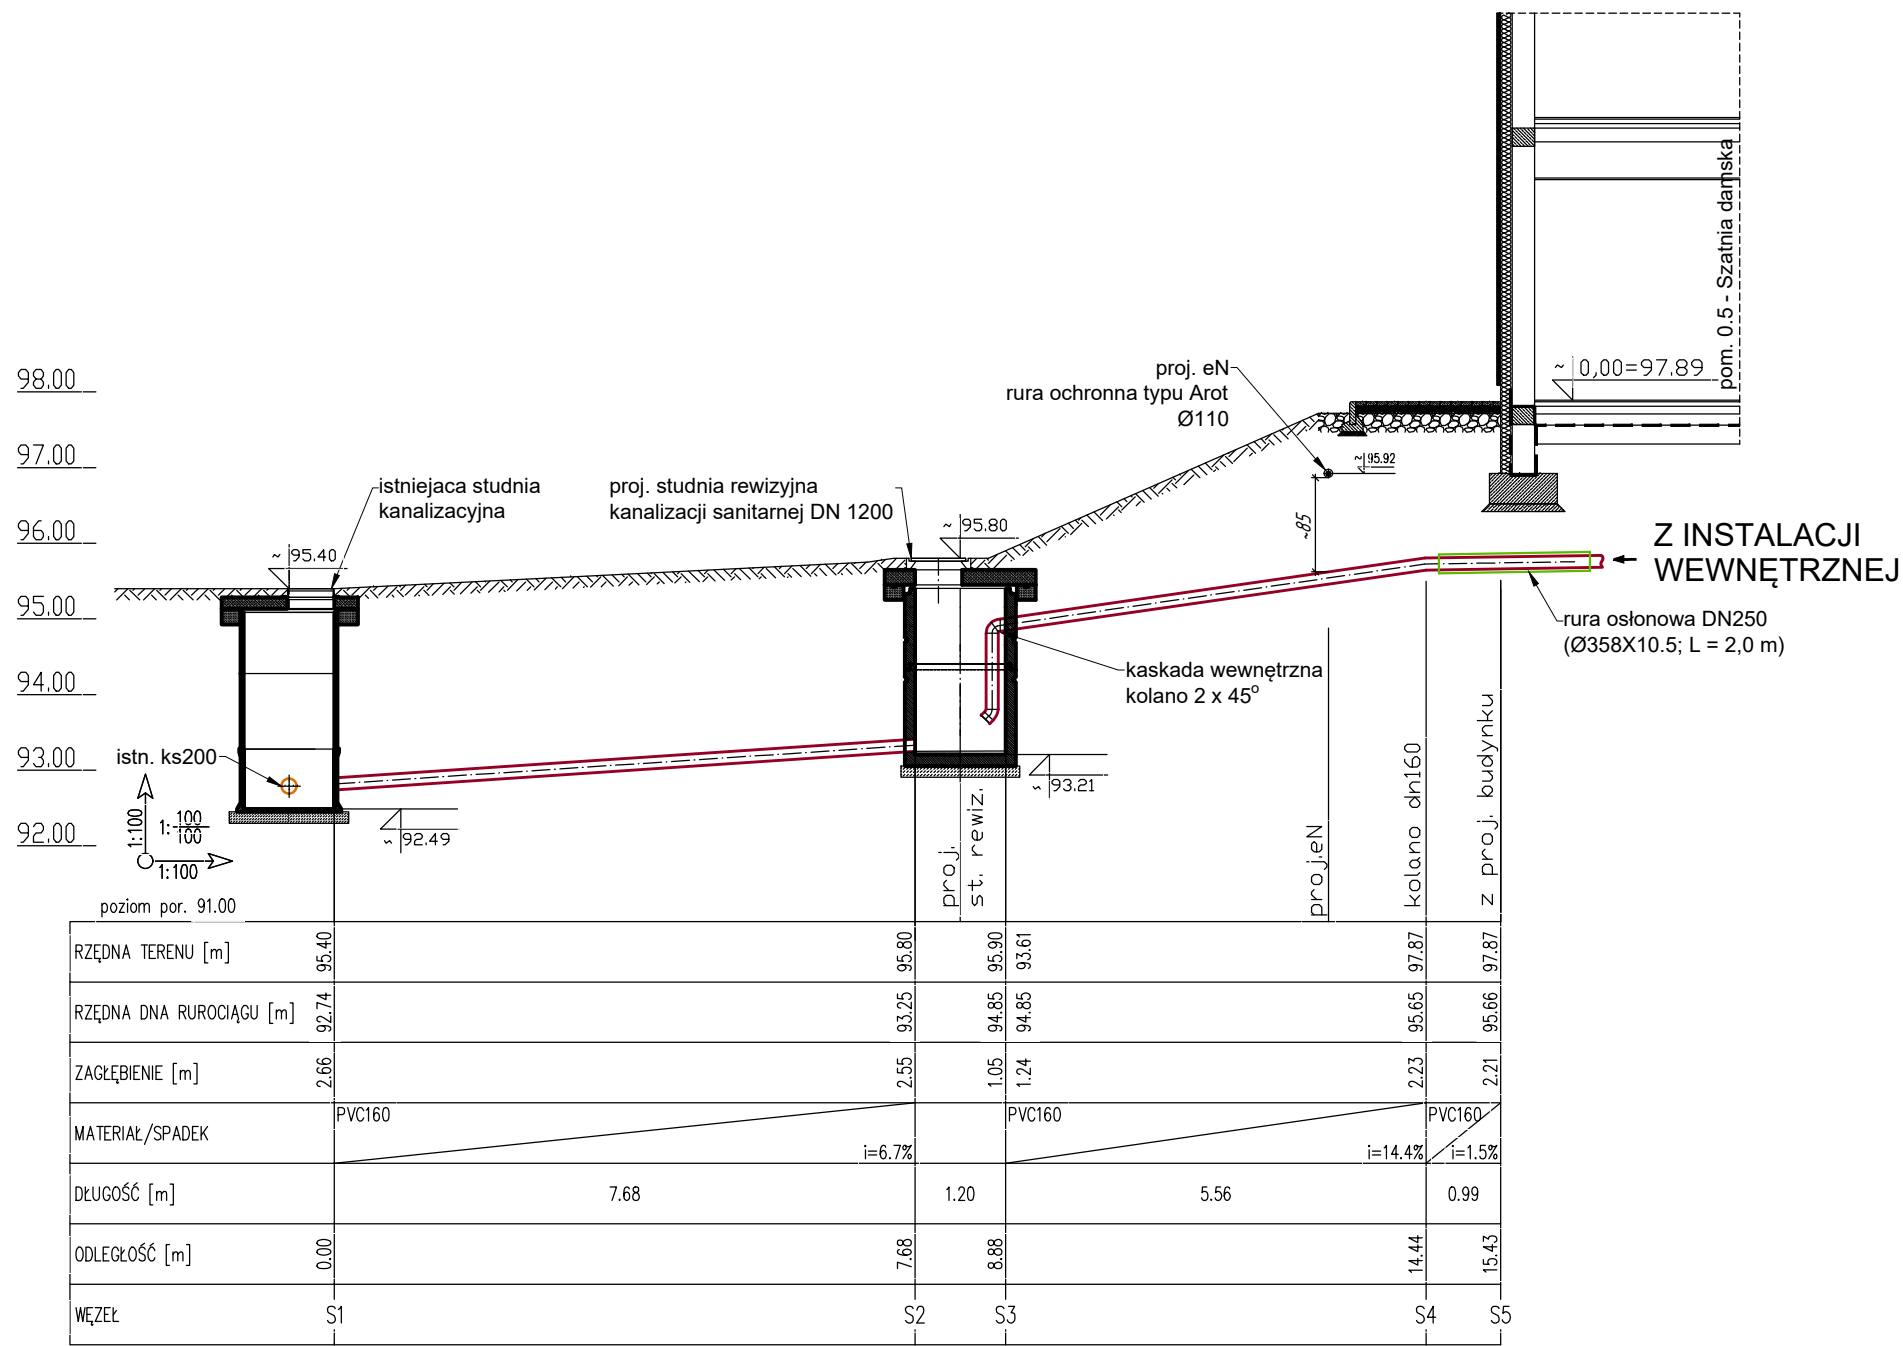 pom. 0.5 - Szatnia damska
~ 0,00=97.89
98.00
97.00
96.00
95.00
94.00
93.00
92.00
proj. eN
rura ochronna typu Arot
Ø110
~ 95.92
~85
istniejaca studnia
kanalizacyjna
~ 95.40
proj. studnia rewizyjna
kanalizacji sanitarnej DN 1200
~ 95.80
Z INSTALACJI
WEWNĘTRZNEJ
rura osłonowa DN250
(Ø358X10.5; L = 2,0 m)
kaskada wewnętrzna
kolano 2 x 45°
istn. ks200
1:100
1: 100
100
1:100
~ 92.49
~ 93.21
proj.
st. rewiz.
proj.eN
kolano dn160
z proj. budynku
poziom por. 91.00
RZĘDNA TERENU [m] 95.40 95.80 95.90 93.61 97.87 97.87
RZĘDNA DNA RUROCIĄGU [m] 92.74 93.25 94.85 94.85 95.65 95.66
ZAGŁĘBIENIE [m] 2.66 2.55 1.05 1.24 2.23 2.21
MATERIAŁ/SPADEK PVC160 i=6.7% PVC160 i=14.4% PVC160 i=1.5%
DŁUGOŚĆ [m] 7.68 1.20 5.56 0.99
ODLEGŁOŚĆ [m] 0.00 7.68 8.88 14.44 15.43
WĘZEŁ S1 S2 S3 S4 S5